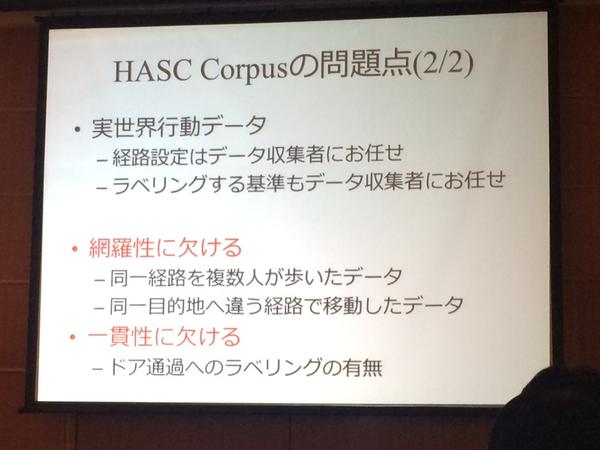 HASC Corpusの問題点(2/2)
• 実世界行動データ
– 経路設定はデータ収集者にお任せ
– ラベリングする基準もデータ収集者にお任せ
• 網羅性に欠ける
– 同一経路を複数人が歩いたデータ
– 同一目的地へ違う経路で移動したデータ
• 一貫性に欠ける
– ドア通過へのラベリングの有無